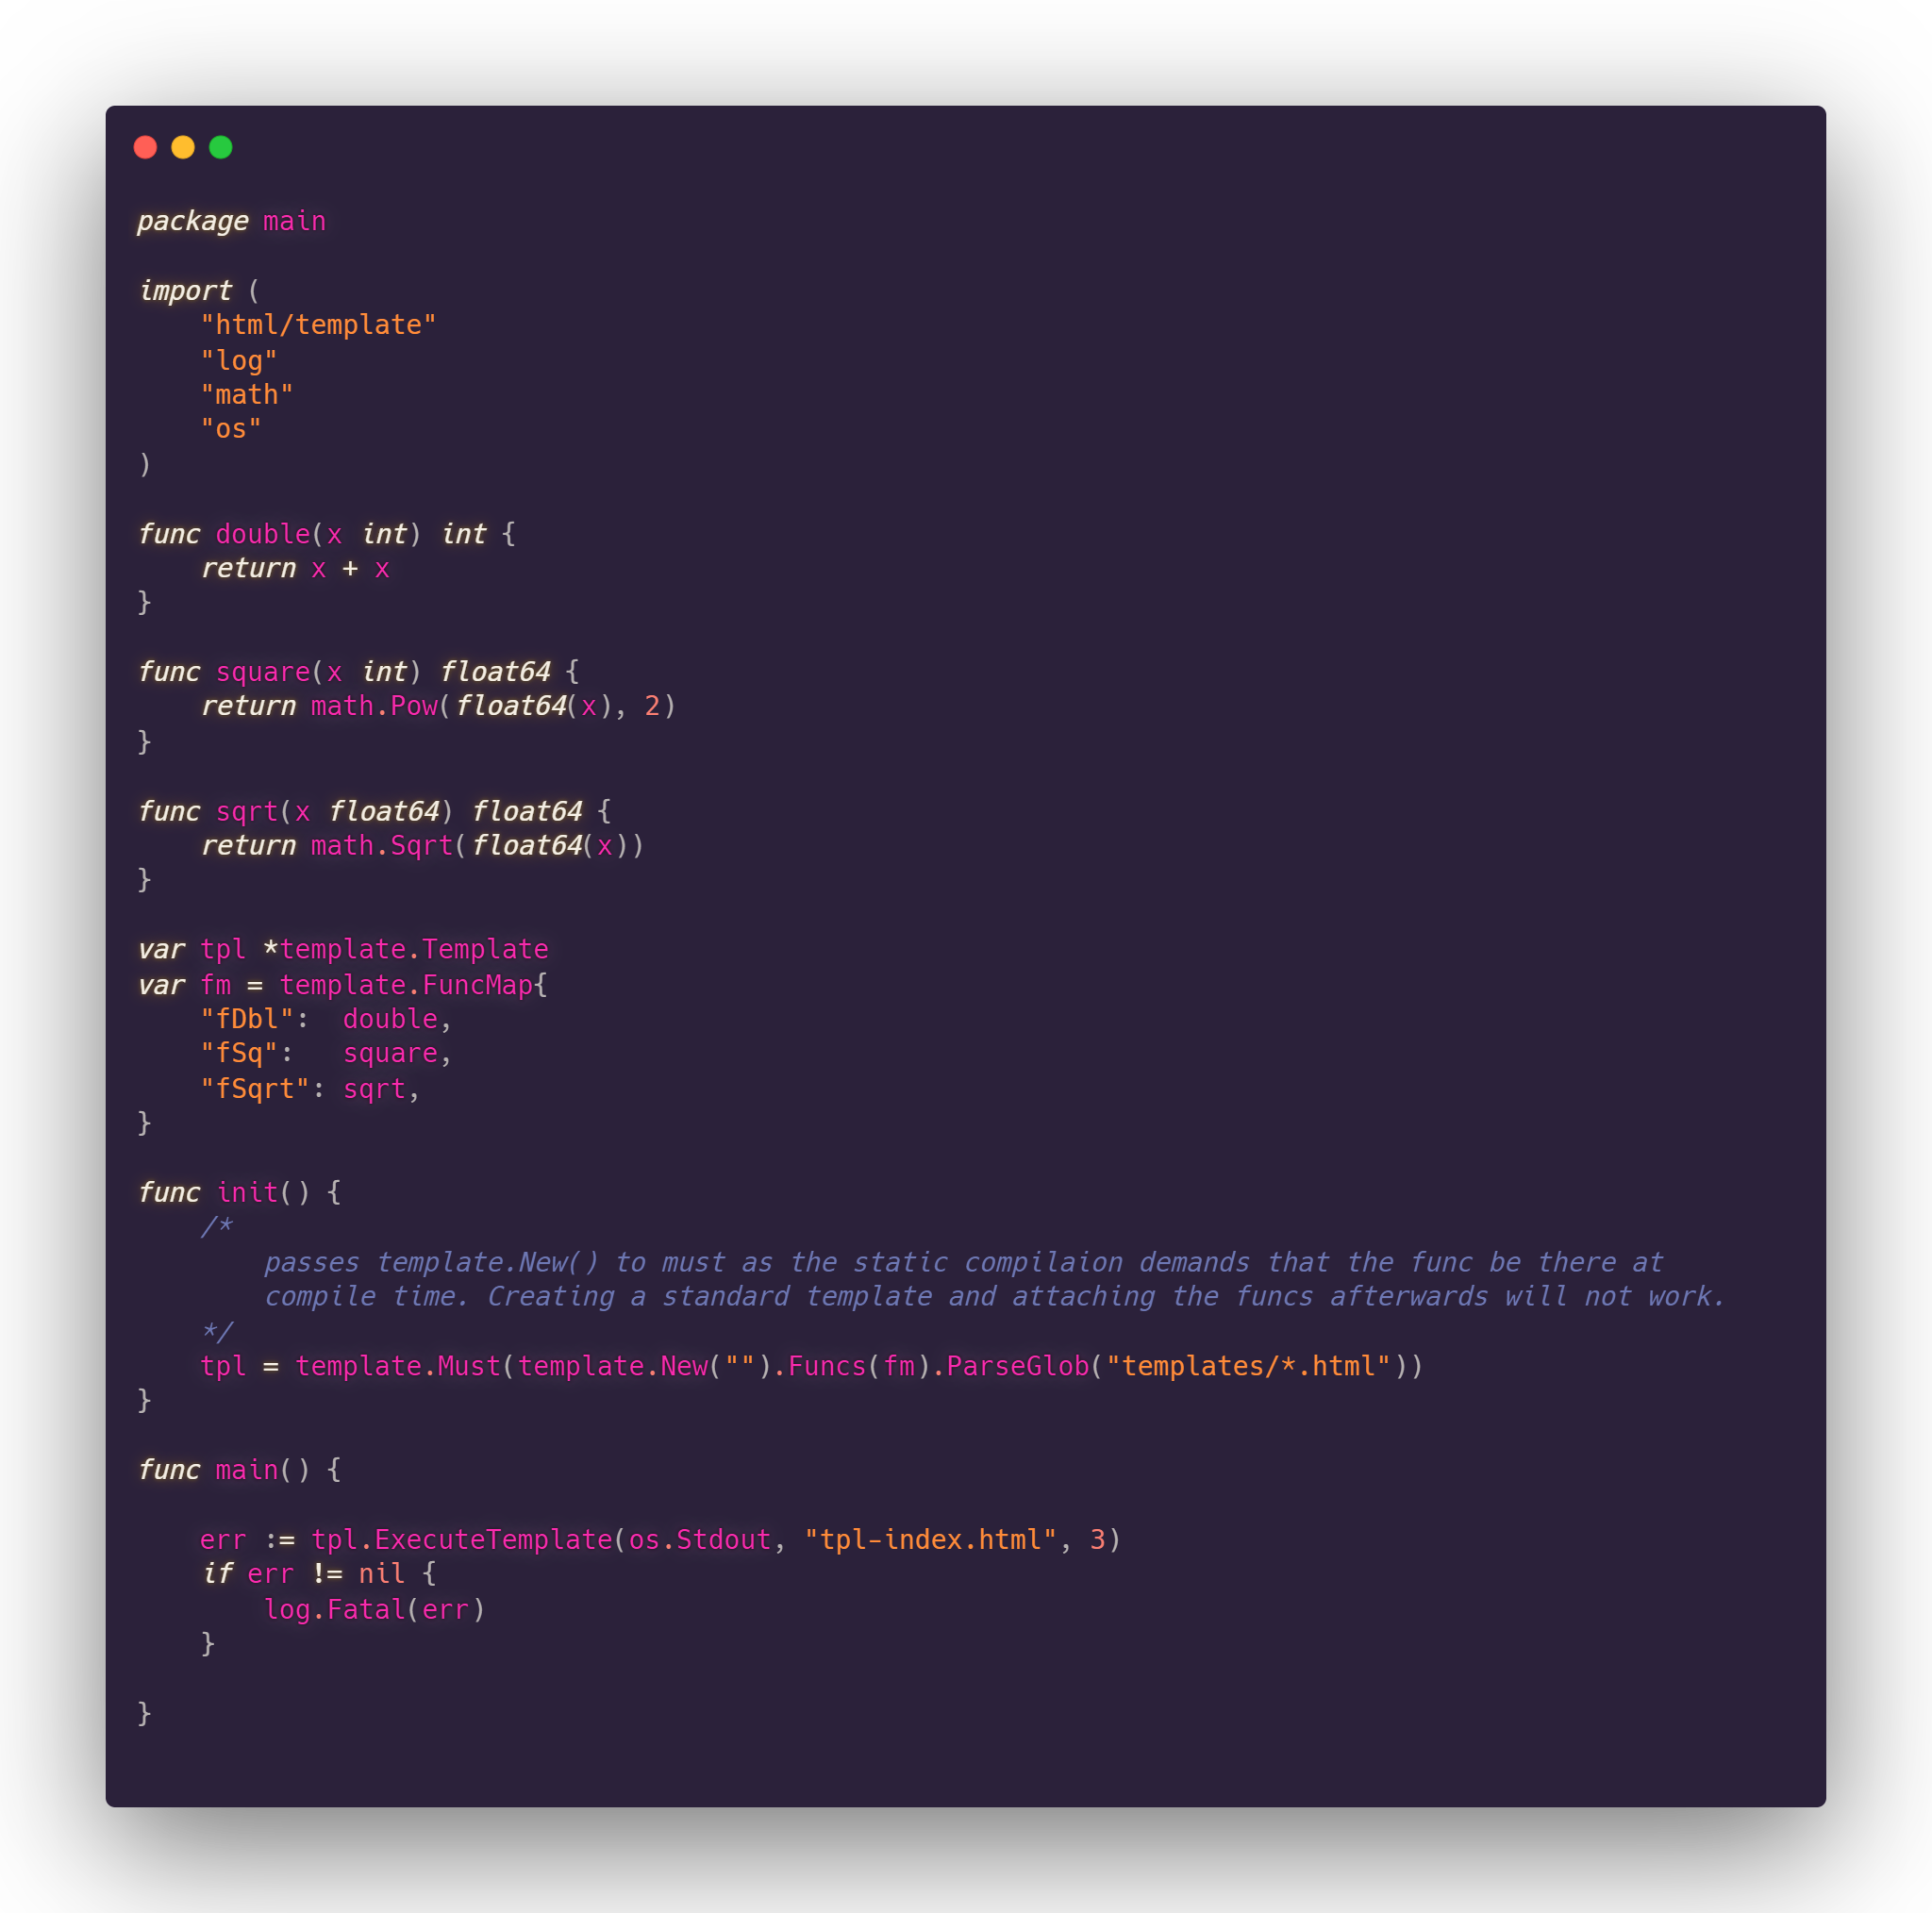 package main

import (
    "html/template"
    "log"
    "math"
    "os"
)

func double(x int) int {
    return x + x
}

func square(x int) float64 {
    return math.Pow(float64(x), 2)
}

func sqrt(x float64) float64 {
    return math.Sqrt(float64(x))
}

var tpl *template.Template
var fm = template.FuncMap{
    "fDbl":  double,
    "fSq":   square,
    "fSqrt": sqrt,
}

func init() {
    /*
        passes template.New() to must as the static compilaion demands that the func be there at
        compile time. Creating a standard template and attaching the funcs afterwards will not work.
    */
    tpl = template.Must(template.New("").Funcs(fm).ParseGlob("templates/*.html"))
}

func main() {

    err := tpl.ExecuteTemplate(os.Stdout, "tpl-index.html", 3)
    if err != nil {
        log.Fatal(err)
    }

}